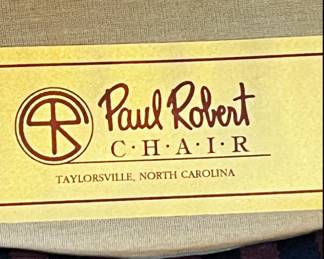 Paul Robert
C·H·A·I·R
TAYLORSVILLE, NORTH CAROLINA